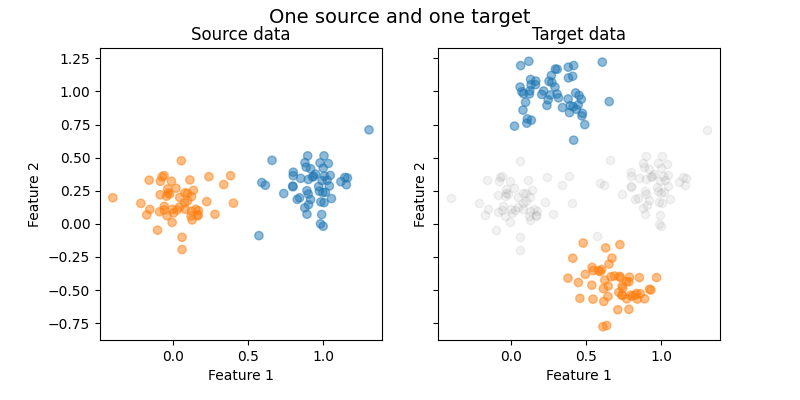 One source and one target
Source data
Target data
1.25
1.00
0.75
0.50
0.25
0.00
−0.25
−0.50
−0.75
Feature 2
Feature 2
0.0
0.5
1.0
0.0
0.5
1.0
Feature 1
Feature 1